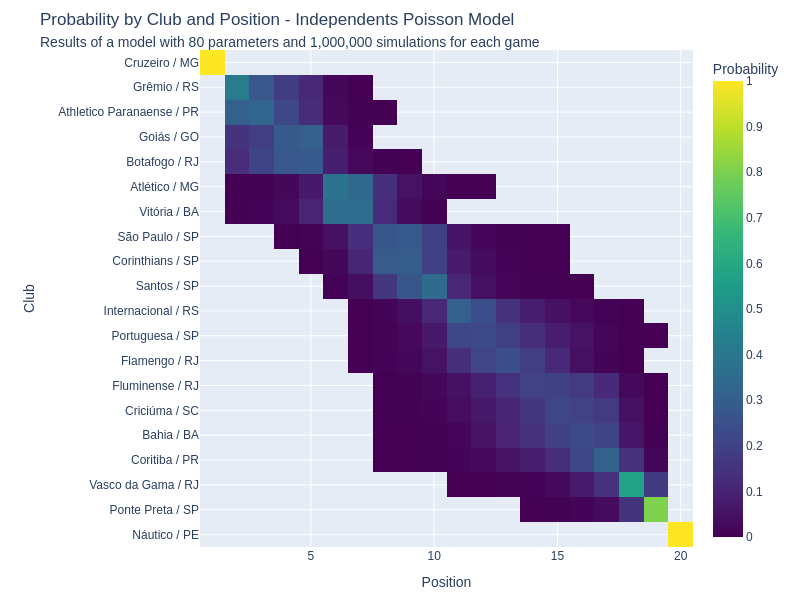 Probability by Club and Position - Independents Poisson Model
Results of a model with 80 parameters and 1,000,000 simulations for each game
Cruzeiro / MG
Grêmio / RS
Athletico Paranaense / PR
Goiás / GO
Botafogo / RJ
Atlético / MG
Vitória / BA
São Paulo / SP
Corinthians / SP
Santos / SP
Internacional / RS
Portuguesa / SP
Flamengo / RJ
Fluminense / RJ
Criciúma / SC
Bahia / BA
Coritiba / PR
Vasco da Gama / RJ
Ponte Preta / SP
Náutico / PE
Club
5
10
15
20
Position
Probability
1
0.9
0.8
0.7
0.6
0.5
0.4
0.3
0.2
0.1
0